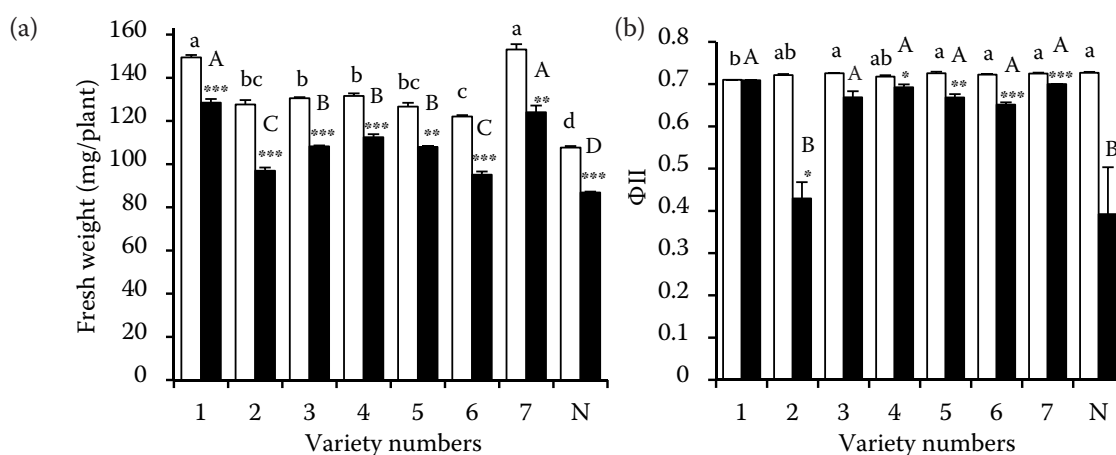 (a)
Fresh weight (mg/plant)
160
140
120
100
80
60
40
20
0
a A *** bc C *** b B *** b B *** bc B ** c C *** a A ** d D ***
1 2 3 4 5 6 7 N
Variety numbers
(b)
ΦII
0.8
0.7
0.6
0.5
0.4
0.3
0.2
0.1
0
b A ab B * a A ab A * a A ** a A *** a A *** a B
1 2 3 4 5 6 7 N
Variety numbers